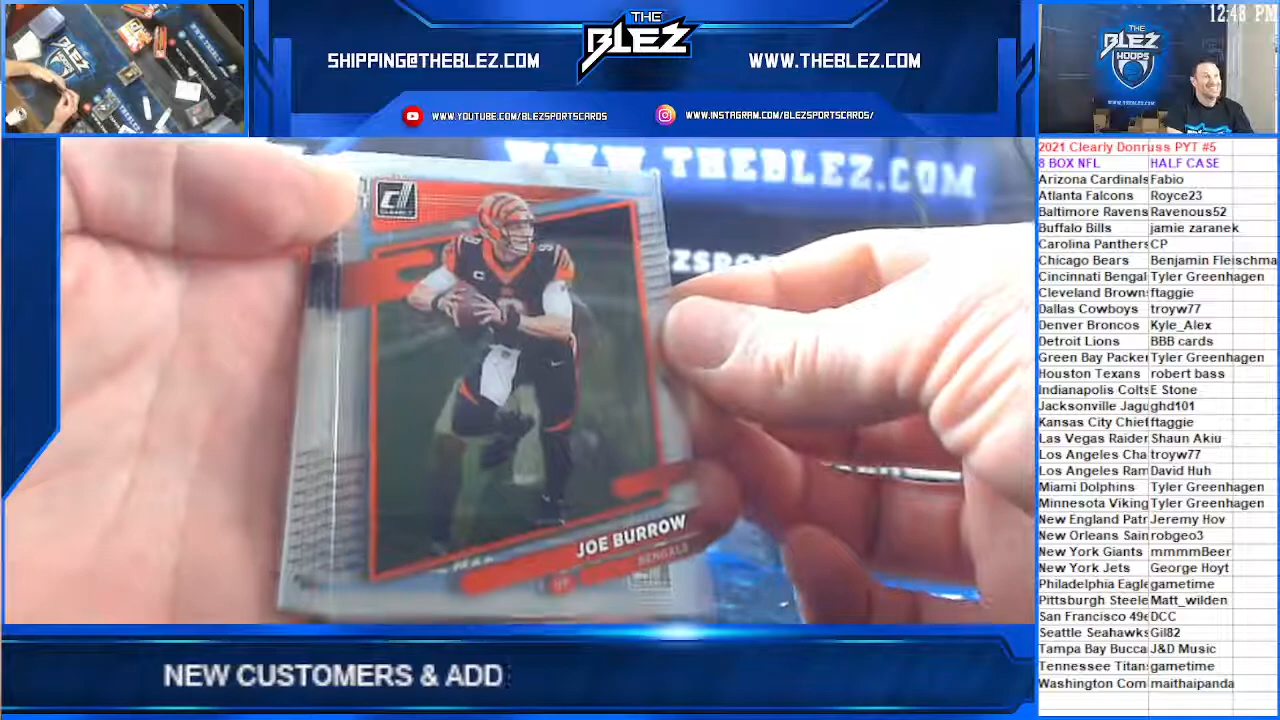 SHIPPING@THEBLEZ.COM
THE
BLEZ
WWW.THEBLEZ.COM
WWW.YOUTUBE.COM/BLEZSPORTSCARDS
WWW.INSTAGRAM.COM/BLEZSPORTSCARDS/
12:48 PM
THE
BLEZ
HOOPS
WWW.THEBLEZ.COM
CLEARLY
JOE BURROW
BENGALS
QB
2021 Clearly Donruss PYT #5
8 BOX NFL HALF CASE
Arizona Cardinals Fabio
Atlanta Falcons Royce23
Baltimore Ravens Ravenous52
Buffalo Bills jamie zaranek
Carolina Panthers CP
Chicago Bears Benjamin Fleischma
Cincinnati Bengal Tyler Greenhagen
Cleveland Brown ftaggie
Dallas Cowboys troyw77
Denver Broncos Kyle_Alex
Detroit Lions BBB cards
Green Bay Packer Tyler Greenhagen
Houston Texans robert bass
Indianapolis Colts E Stone
Jacksonville Jagu ghd101
Kansas City Chief ftaggie
Las Vegas Raider Shaun Akiu
Los Angeles Cha troyw77
Los Angeles Ram David Huh
Miami Dolphins Tyler Greenhagen
Minnesota Viking Tyler Greenhagen
New England Patr Jeremy Hov
New Orleans Sain robgeo3
New York Giants mmmmBeer
New York Jets George Hoyt
Philadelphia Eagle gametime
Pittsburgh Steele Matt_wilden
San Francisco 49e DCC
Seattle Seahawks Gil82
Tampa Bay Bucca J&D Music
Tennessee Titan gametime
Washington Com maithaipanda
NEW CUSTOMERS & ADD